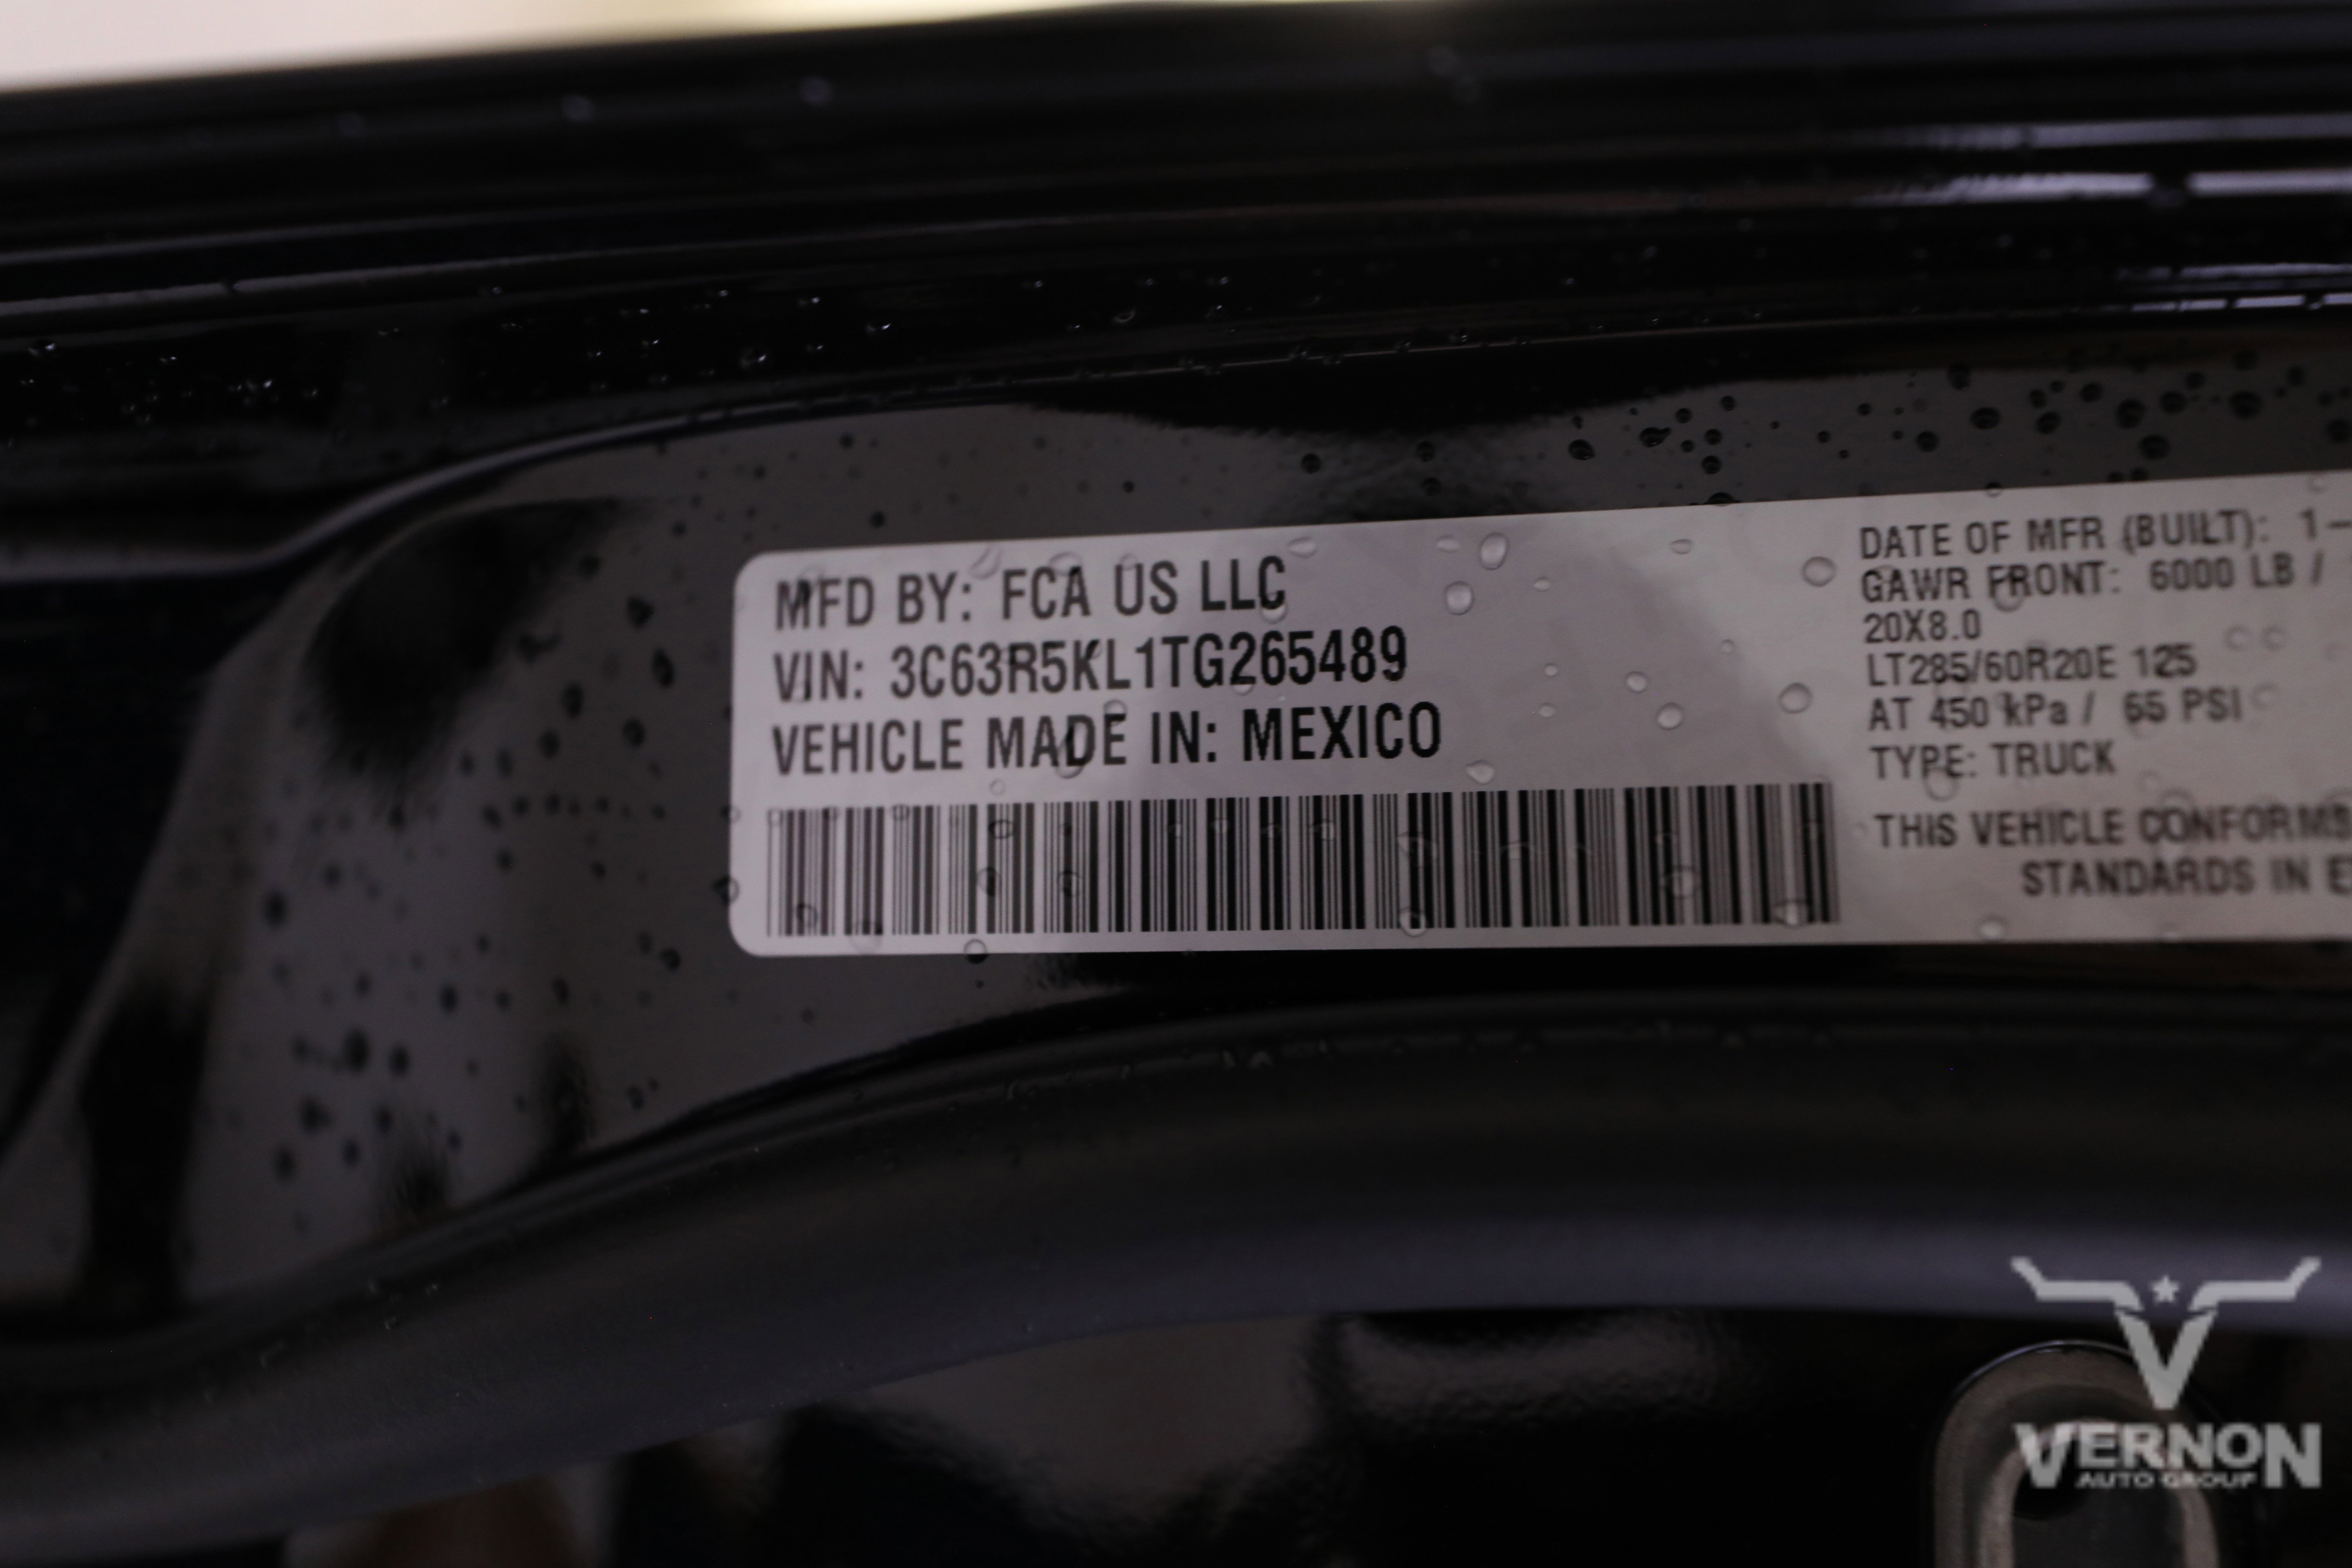 MFD BY: FCA US LLC
VIN: 3C63R5KL1TG265489
VEHICLE MADE IN: MEXICO
DATE OF MFR (BUILT): 1-
GAWR FRONT: 6000 LB /
20X8.0
LT285/60R20E 125
AT 450 kPa / 65 PSI
TYPE: TRUCK
THIS VEHICLE CONFORMS
STANDARDS IN E
VERNON
AUTO GROUP